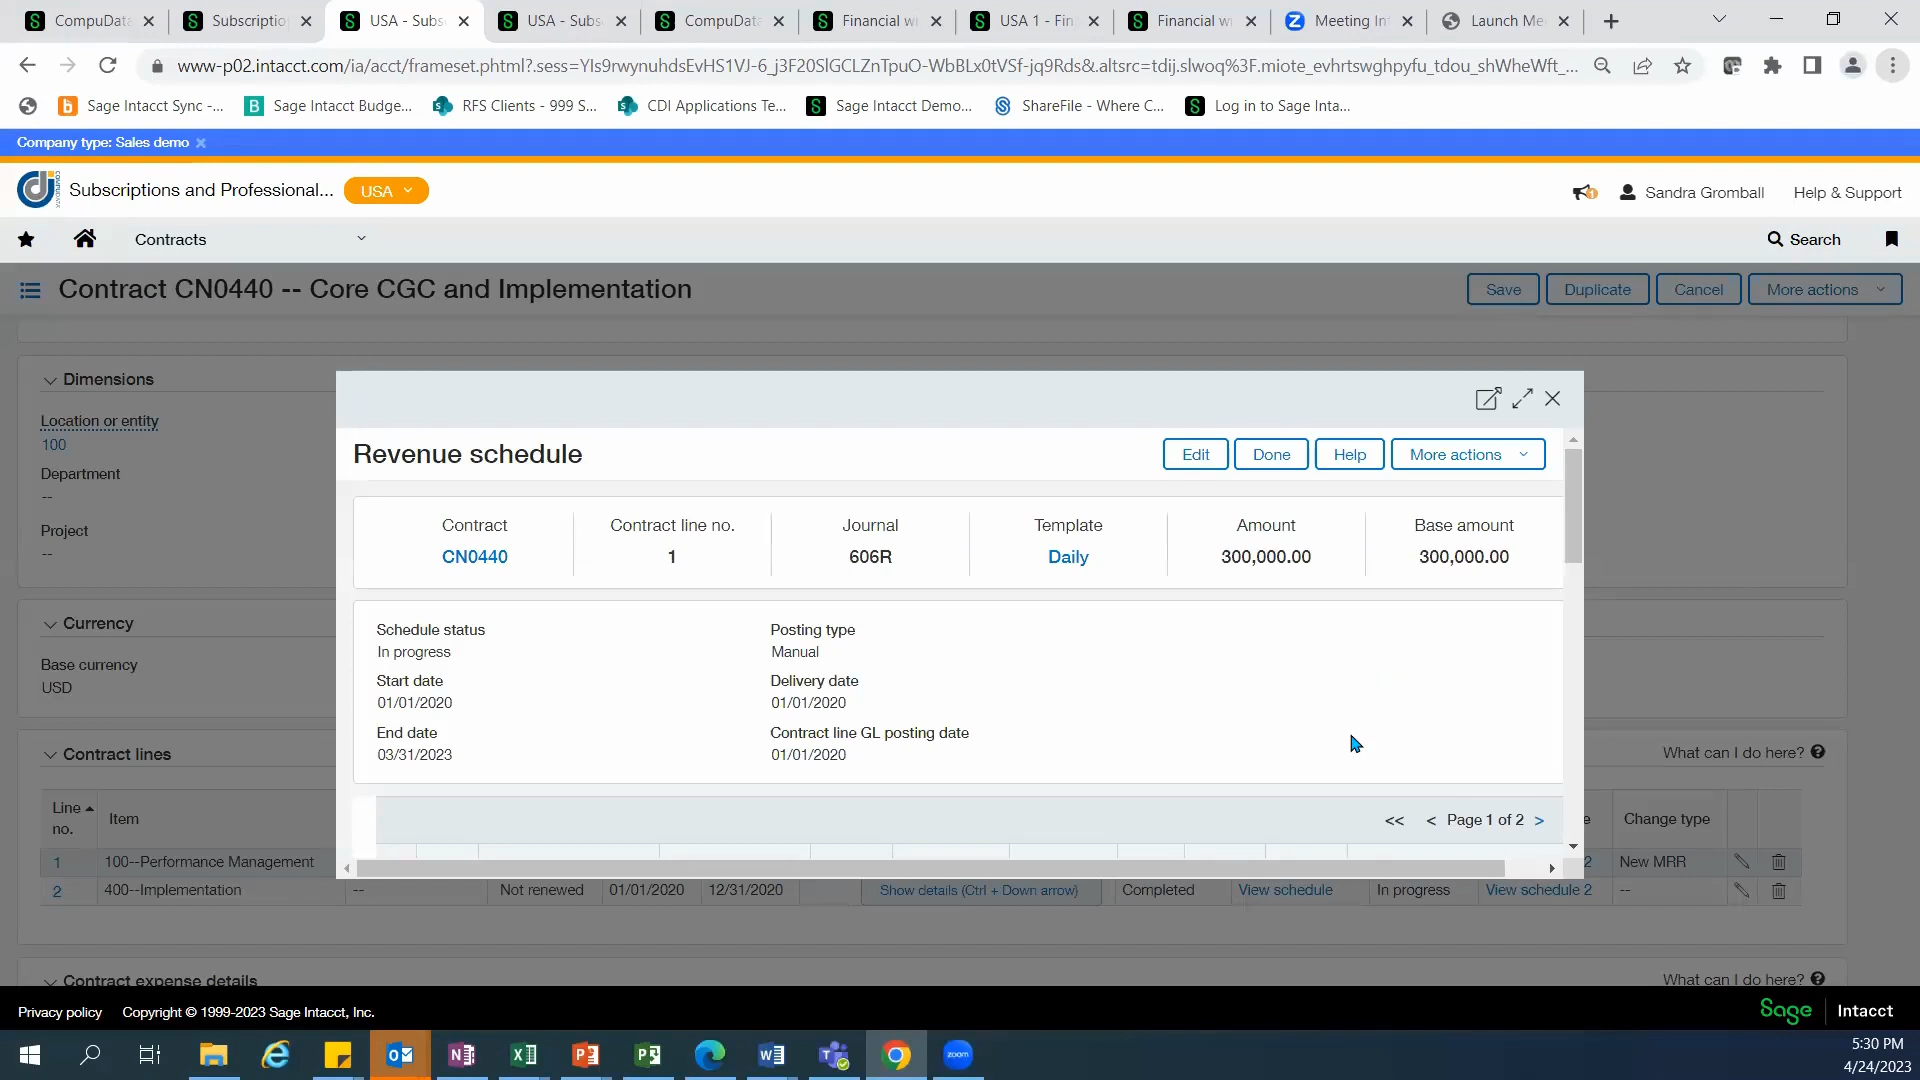 CompuData
Subscriptio
USA - Subs
USA - Subs
CompuData
Financial w
USA 1 - Fin
Financial w
Meeting In
Launch Me
www-p02.intacct.com/ia/acct/frameset.phtml?.sess=YIs9rwynuhdsEvHS1VJ-6_j3F20SlGCLZnTpuO-WbBLx0tVSf-jq9Rds&.altsrc=tdij.slwoq%3F.miote_evhrtswghpyfu_tdou_shWheWft_...
Sage Intacct Sync -...
Sage Intacct Budge...
RFS Clients - 999 S...
CDI Applications Te...
Sage Intacct Demo...
ShareFile - Where C...
Log in to Sage Inta...
Company type: Sales demo
Subscriptions and Professional... USA
Sandra Gromball Help & Support
Contracts
Search
Contract CN0440 -- Core CGC and Implementation
Save Duplicate Cancel More actions
Dimensions
Location or entity
100
Department
--
Project
--
Currency
Base currency
USD
Contract lines
What can I do here?
Revenue schedule
Edit Done Help More actions
Contract Contract line no. Journal Template Amount Base amount
CN0440 1 606R Daily 300,000.00 300,000.00
Schedule status
In progress
Posting type
Manual
Start date
01/01/2020
Delivery date
01/01/2020
End date
03/31/2023
Contract line GL posting date
01/01/2020
<< < Page 1 of 2 >
Line
no.
Item
e
Change type
1 100--Performance Management 2 New MRR
2 400--Implementation -- Not renewed 01/01/2020 12/31/2020 Show details (Ctrl + Down arrow) Completed View schedule In progress View schedule 2 --
Contract expense details
What can I do here?
Privacy policy Copyright © 1999-2023 Sage Intacct, Inc.
Sage Intacct
zoom
5:30 PM
4/24/2023